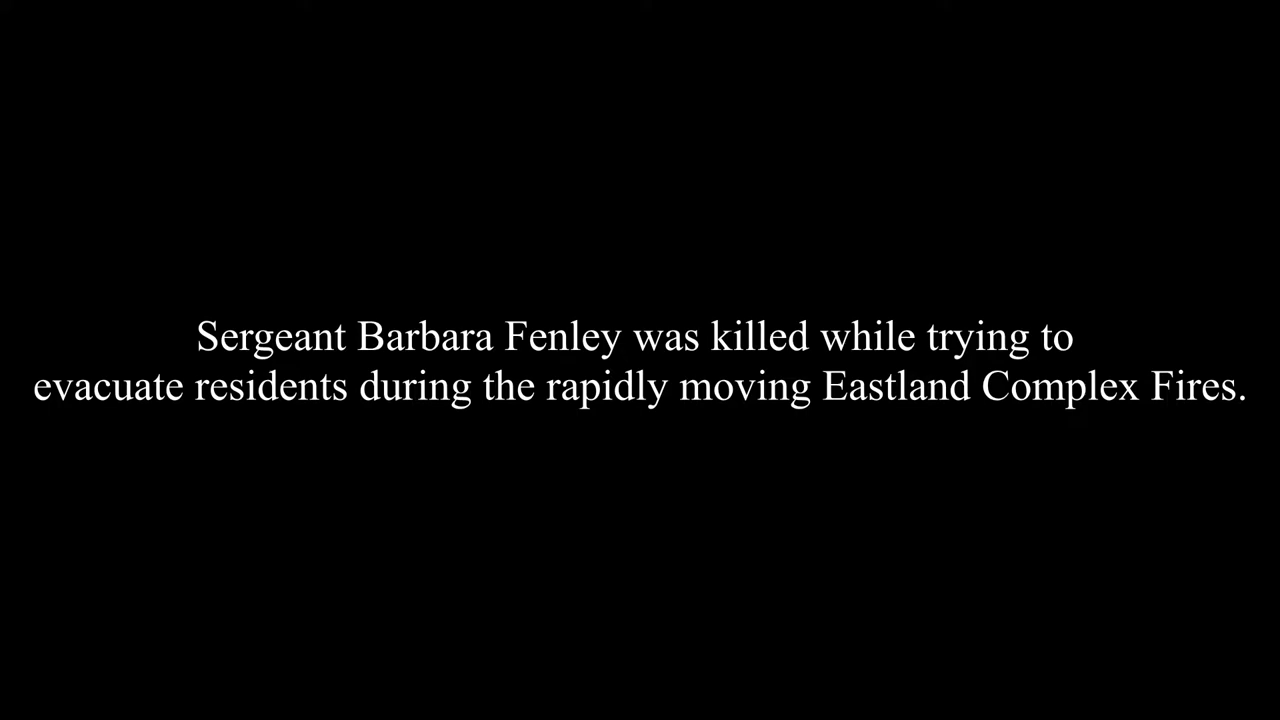 Sergeant Barbara Fenley was killed while trying to
evacuate residents during the rapidly moving Eastland Complex Fires.